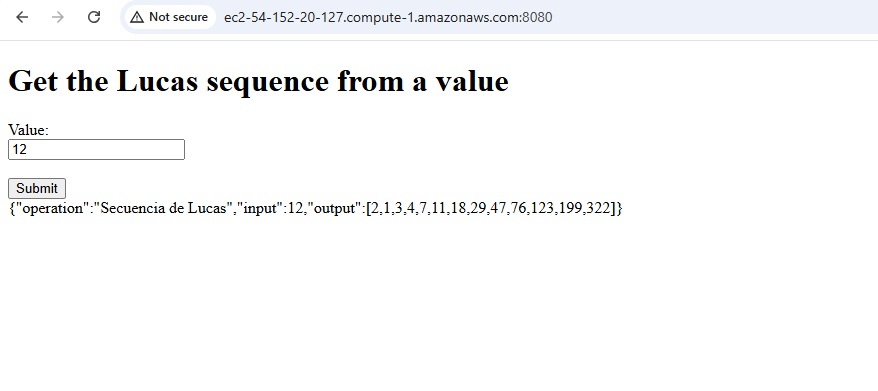 Not secure
ec2-54-152-20-127.compute-1.amazonaws.com:8080
Get the Lucas sequence from a value
Value:
12
Submit
{"operation":"Secuencia de Lucas","input":12,"output":[2,1,3,4,7,11,18,29,47,76,123,199,322]}